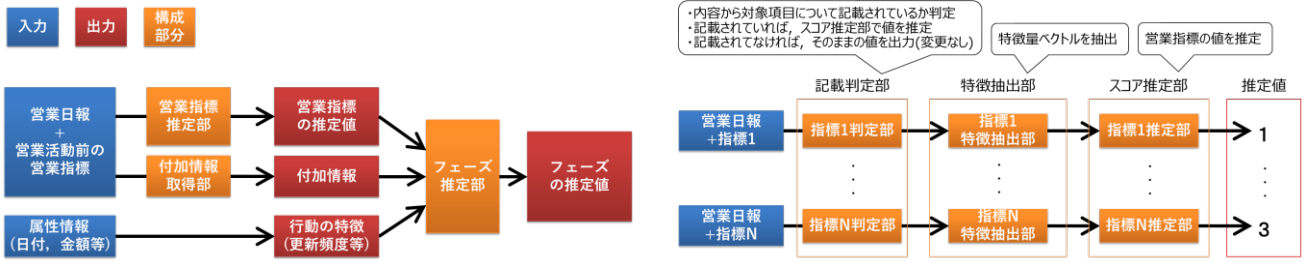 入力
出力
構成
部分
営業日報
+
営業活動前の
営業指標
営業指標
推定部
営業指標
の推定値
付加情報
取得部
付加情報
フェーズ
推定部
フェーズ
の推定値
属性情報
(日付，金額等)
行動の特徴
(更新頻度等)
・内容から対象項目について記載されているか判定
・記載されていれば，スコア推定部で値を推定
・記載されてなければ，そのままの値を出力(変更なし)
特徴量ベクトルを抽出
営業指標の値を推定
記載判定部
特徴抽出部
スコア推定部
推定値
営業日報
+指標1
指標1判定部
指標1
特徴抽出部
指標1推定部
1
営業日報
+指標N
指標N判定部
指標N
特徴抽出部
指標N推定部
3